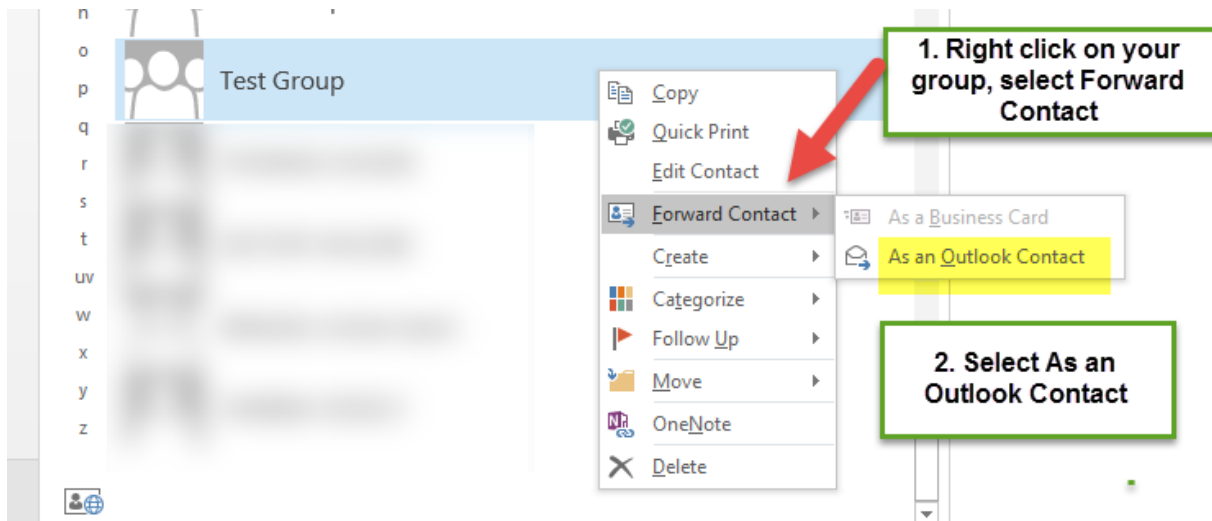 n
o
p
q
r
s
t
uv
w
x
y
z
Test Group
Copy
Quick Print
Edit Contact
Forward Contact
Create
Categorize
Follow Up
Move
OneNote
Delete
As a Business Card
As an Outlook Contact
1. Right click on your
group, select Forward
Contact
2. Select As an
Outlook Contact